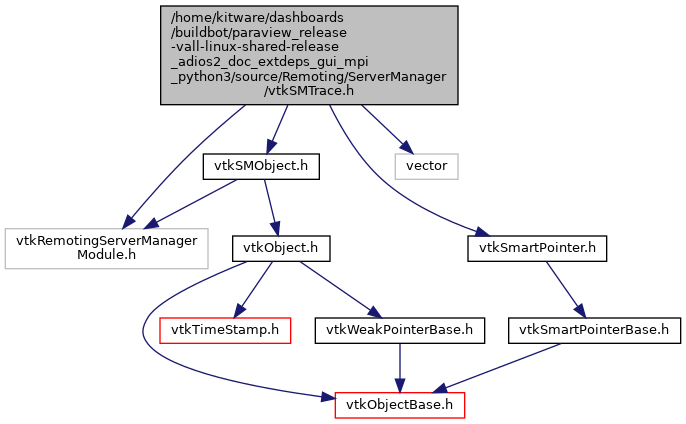 /home/kitware/dashboards
/buildbot/paraview_release
-vall-linux-shared-release
_adios2_doc_extdeps_gui_mpi
_python3/source/Remoting/ServerManager
/vtkSMTrace.h
vtkSMObject.h
vector
vtkRemotingServerManager
Module.h
vtkObject.h
vtkSmartPointer.h
vtkTimeStamp.h
vtkWeakPointerBase.h
vtkSmartPointerBase.h
vtkObjectBase.h